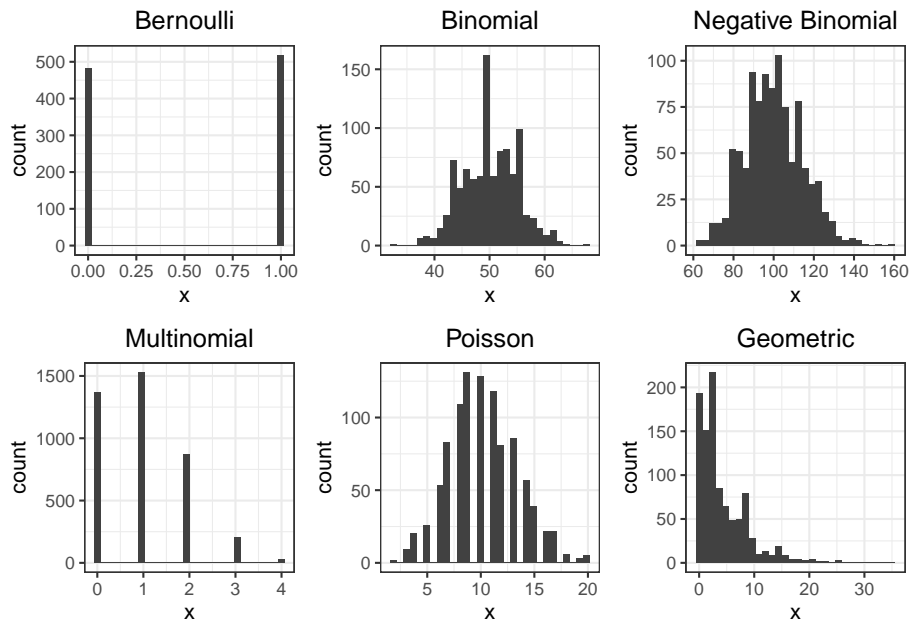 Bernoulli
500
400
300
200
100
0
count
0.00 0.25 0.50 0.75 1.00
x
Binomial
150
100
50
0
count
40 50 60
x
Negative Binomial
100
75
50
25
0
count
60 80 100 120 140 160
x
Multinomial
1500
1000
500
0
count
0 1 2 3 4
x
Poisson
100
50
0
count
5 10 15 20
x
Geometric
200
150
100
50
0
count
0 10 20 30
x